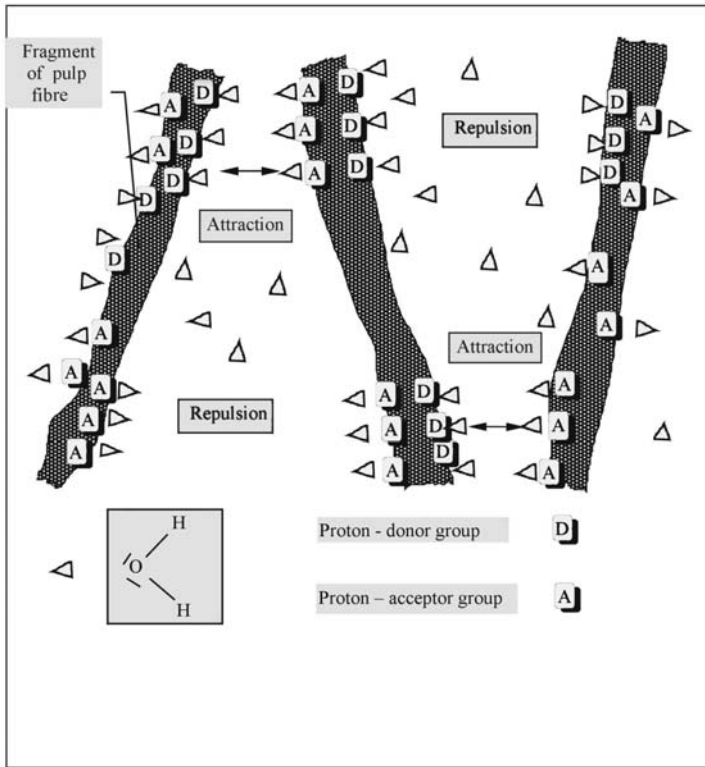 Fragment
of pulp
fibre
A D A D D A
Repulsion
A D A D D
D D A D D A
Attraction
D A
A A
Attraction
A
A A D A
Repulsion
A A D A
A A D A
H
O
H
Proton - donor group D
Proton – acceptor group A